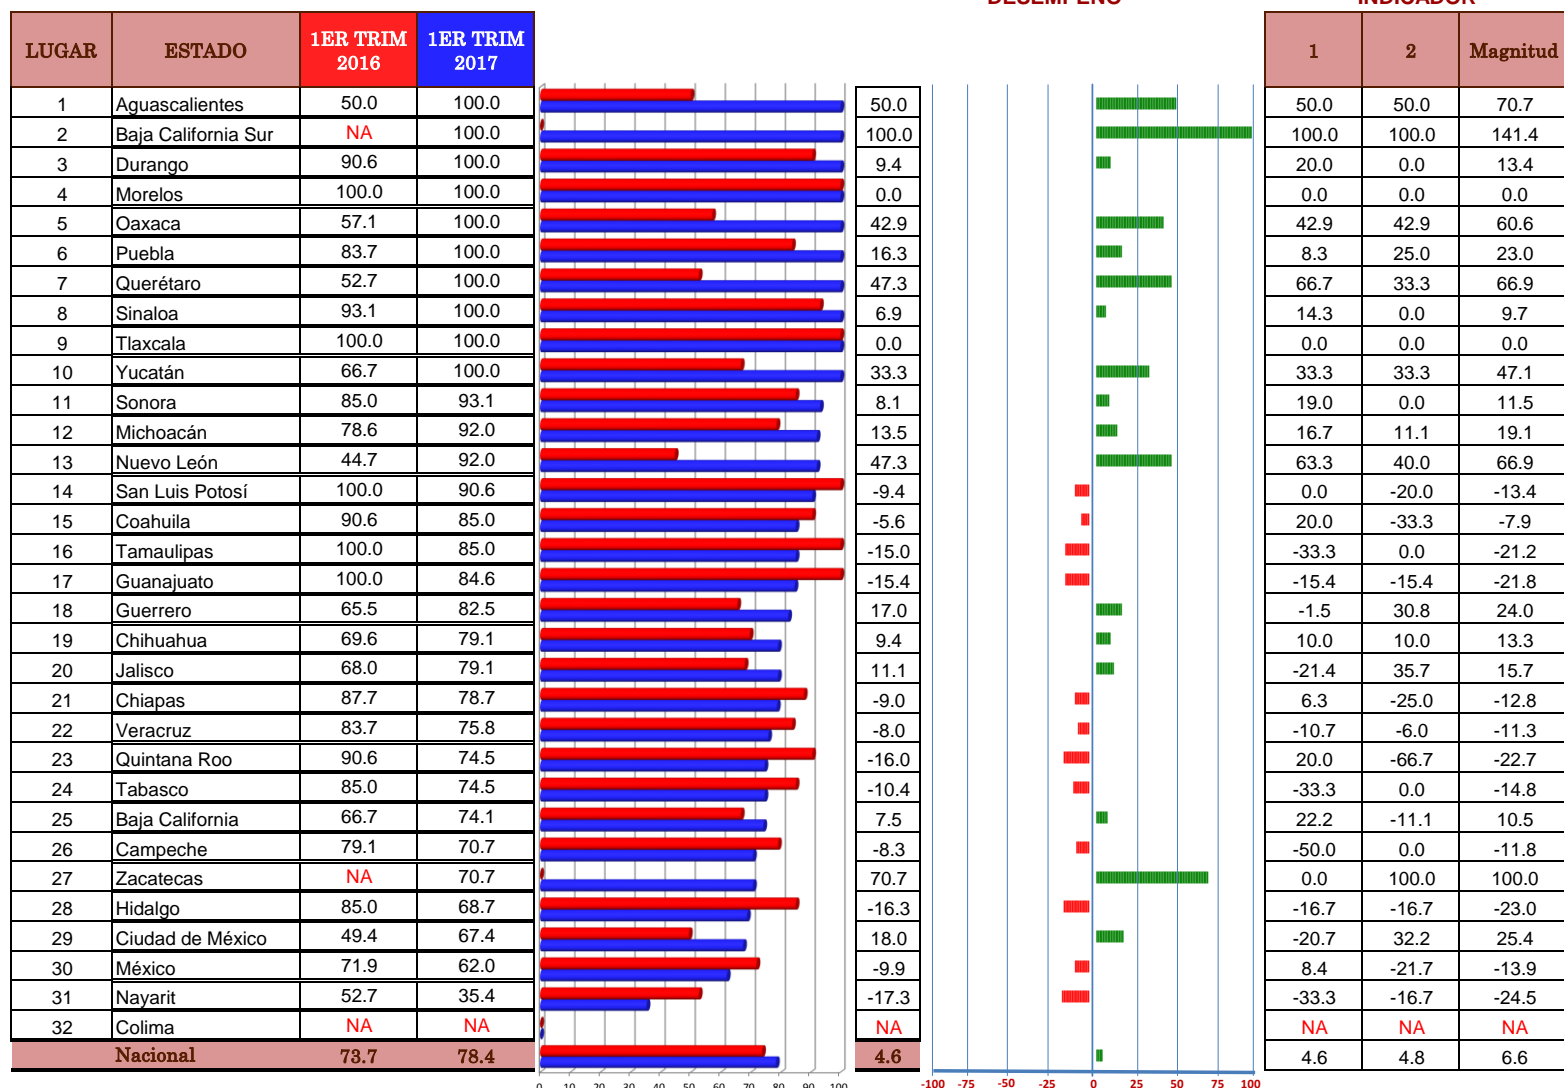 DESEMPEÑO INDICADOR
LUGAR ESTADO 1ER TRIM 2016 1ER TRIM 2017 1 2 Magnitud
1 Aguascalientes 50.0 100.0 50.0 50.0 50.0 70.7
2 Baja California Sur NA 100.0 100.0 100.0 100.0 141.4
3 Durango 90.6 100.0 9.4 20.0 0.0 13.4
4 Morelos 100.0 100.0 0.0 0.0 0.0 0.0
5 Oaxaca 57.1 100.0 42.9 42.9 42.9 60.6
6 Puebla 83.7 100.0 16.3 8.3 25.0 23.0
7 Querétaro 52.7 100.0 47.3 66.7 33.3 66.9
8 Sinaloa 93.1 100.0 6.9 14.3 0.0 9.7
9 Tlaxcala 100.0 100.0 0.0 0.0 0.0 0.0
10 Yucatán 66.7 100.0 33.3 33.3 33.3 47.1
11 Sonora 85.0 93.1 8.1 19.0 0.0 11.5
12 Michoacán 78.6 92.0 13.5 16.7 11.1 19.1
13 Nuevo León 44.7 92.0 47.3 63.3 40.0 66.9
14 San Luis Potosí 100.0 90.6 -9.4 0.0 -20.0 -13.4
15 Coahuila 90.6 85.0 -5.6 20.0 -33.3 -7.9
16 Tamaulipas 100.0 85.0 -15.0 -33.3 0.0 -21.2
17 Guanajuato 100.0 84.6 -15.4 -15.4 -15.4 -21.8
18 Guerrero 65.5 82.5 17.0 -1.5 30.8 24.0
19 Chihuahua 69.6 79.1 9.4 10.0 10.0 13.3
20 Jalisco 68.0 79.1 11.1 -21.4 35.7 15.7
21 Chiapas 87.7 78.7 -9.0 6.3 -25.0 -12.8
22 Veracruz 83.7 75.8 -8.0 -10.7 -6.0 -11.3
23 Quintana Roo 90.6 74.5 -16.0 20.0 -66.7 -22.7
24 Tabasco 85.0 74.5 -10.4 -33.3 0.0 -14.8
25 Baja California 66.7 74.1 7.5 22.2 -11.1 10.5
26 Campeche 79.1 70.7 -8.3 -50.0 0.0 -11.8
27 Zacatecas NA 70.7 70.7 0.0 100.0 100.0
28 Hidalgo 85.0 68.7 -16.3 -16.7 -16.7 -23.0
29 Ciudad de México 49.4 67.4 18.0 -20.7 32.2 25.4
30 México 71.9 62.0 -9.9 8.4 -21.7 -13.9
31 Nayarit 52.7 35.4 -17.3 -33.3 -16.7 -24.5
32 Colima NA NA NA NA NA NA
Nacional 73.7 78.4 4.6 4.6 4.8 6.6
0 10 20 30 40 50 60 70 80 90 100 -100 -75 -50 -25 0 25 50 75 100